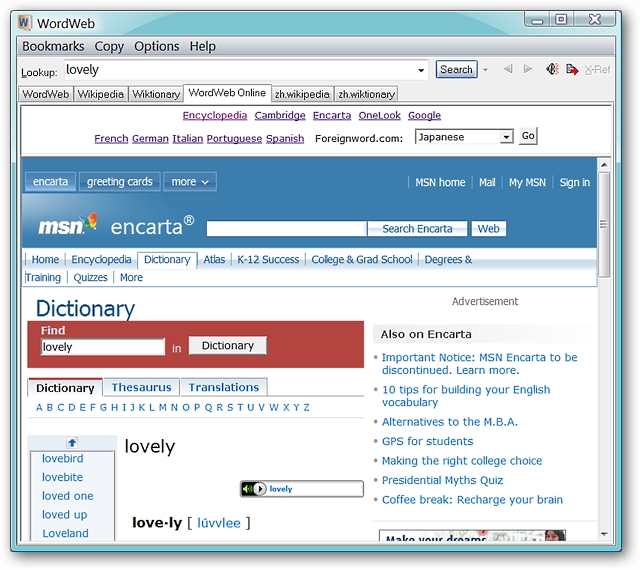 WordWeb
Bookmarks Copy Options Help
Lookup: lovely Search X-Ref
WordWeb Wikipedia Wiktionary WordWeb Online zh.wikipedia zh.wiktionary
Encyclopedia Cambridge Encarta OneLook Google
French German Italian Portuguese Spanish Foreignword.com: Japanese Go
encarta greeting cards more MSN home Mail My MSN Sign in
msn encarta® Search Encarta Web
Home Encyclopedia Dictionary Atlas K-12 Success College & Grad School Degrees &
Training Quizzes More
Dictionary
Advertisement
Find
lovely in Dictionary
Dictionary Thesaurus Translations
A B C D E F G H I J K L M N O P Q R S T U V W X Y Z
lovebird
lovebite
loved one
loved up
Loveland
lovely
lovely
love·ly [ lúvvlee ]
Also on Encarta
Important Notice: MSN Encarta to be
discontinued. Learn more.
10 tips for building your English
vocabulary
Alternatives to the M.B.A.
GPS for students
Making the right college choice
Presidential Myths Quiz
Coffee break: Recharge your brain
Make your dreams